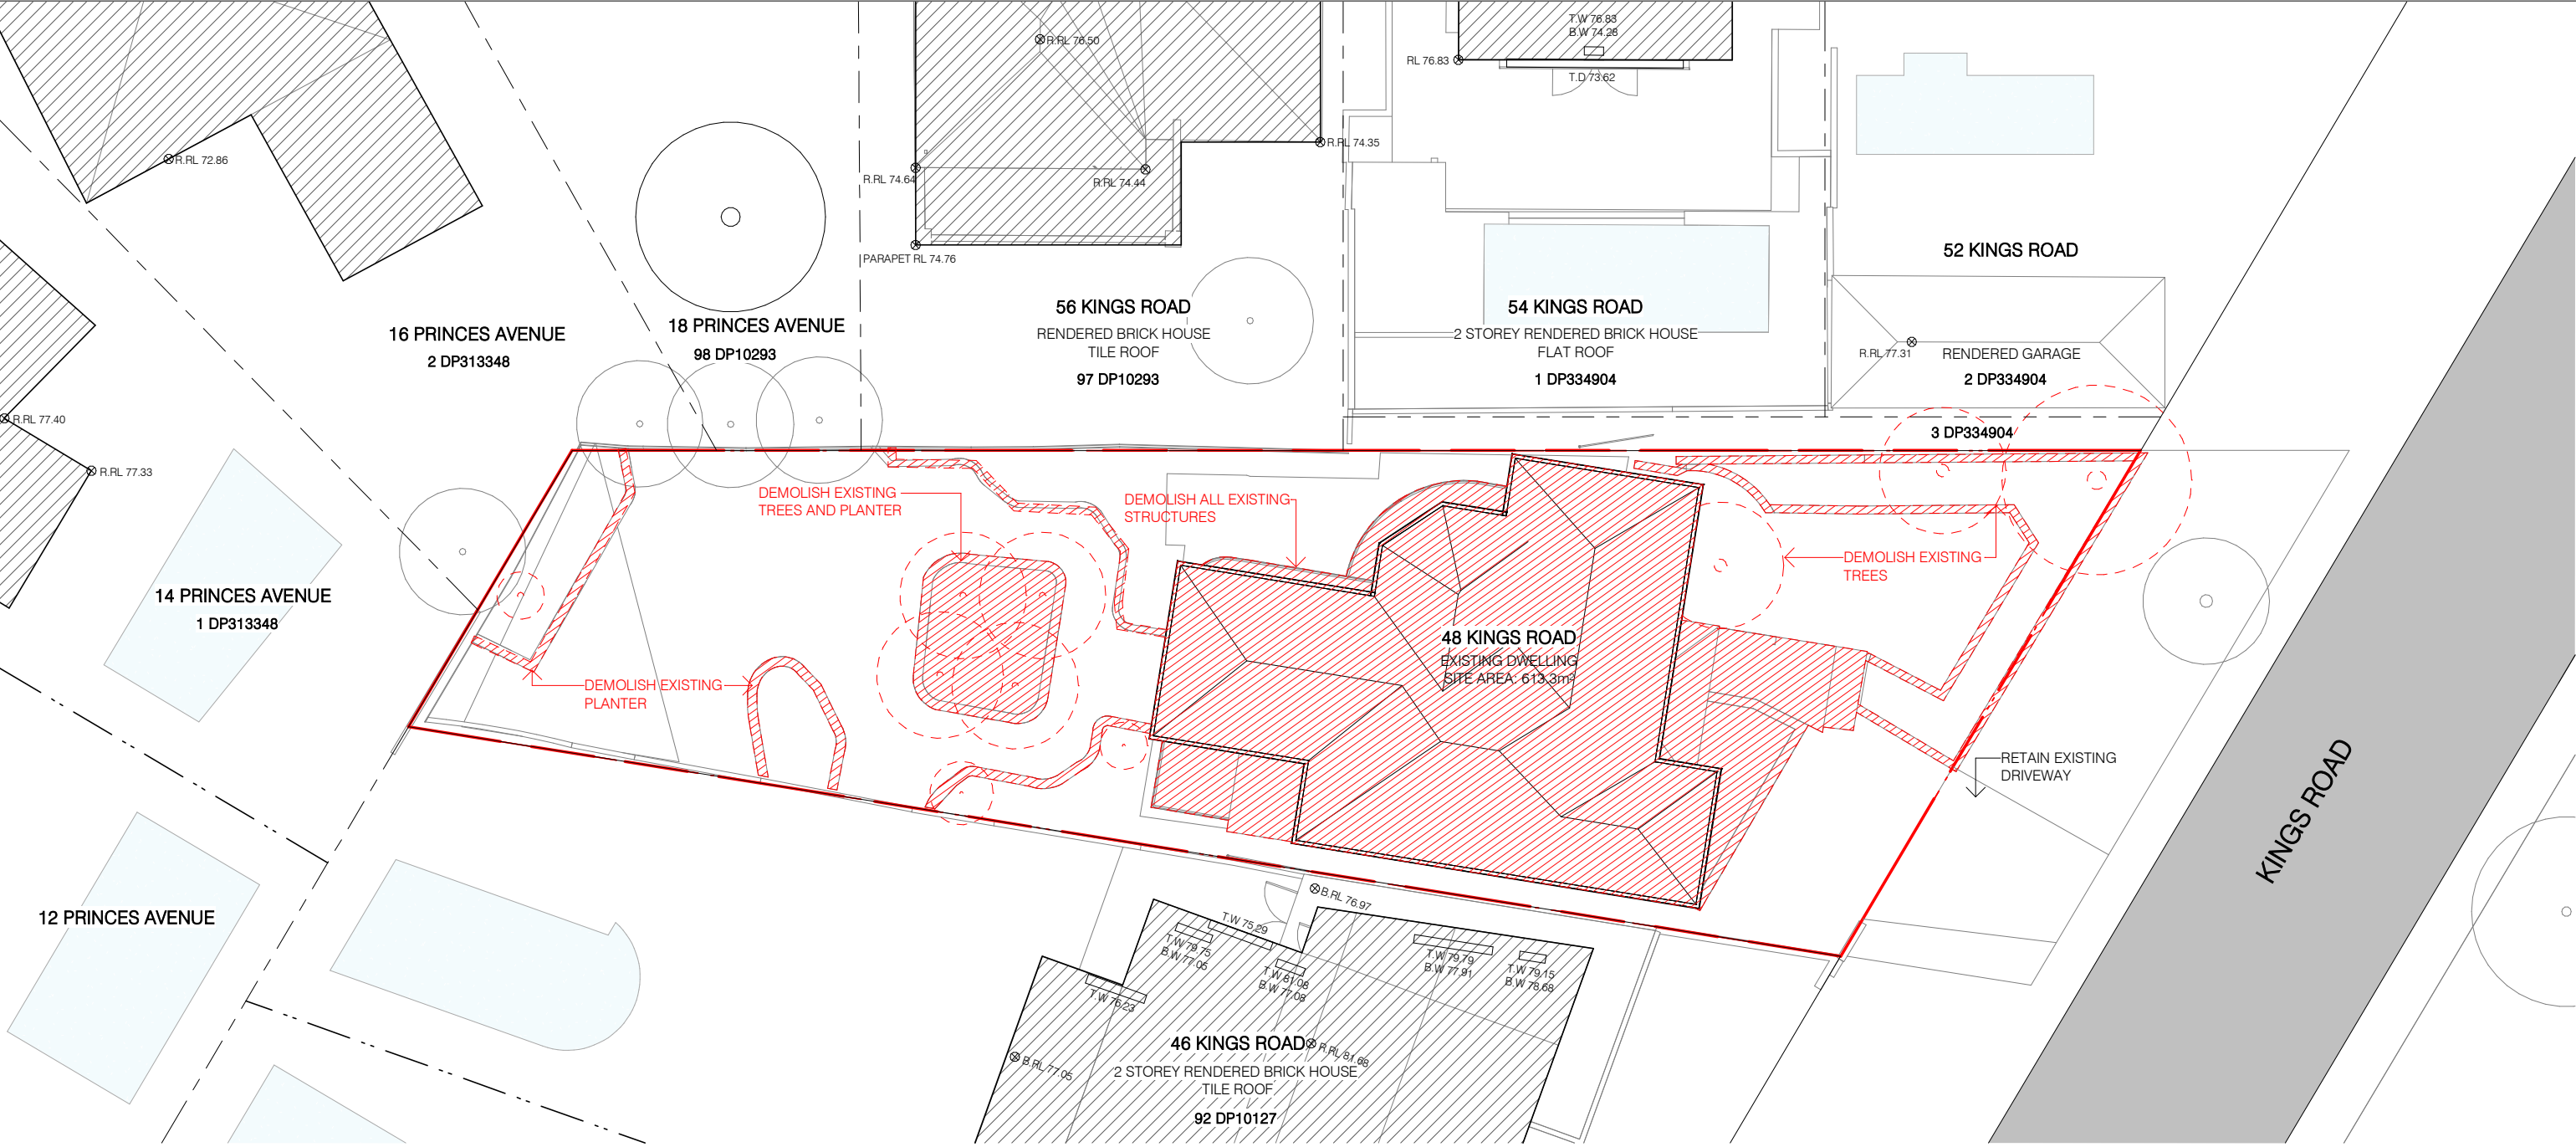 T.W 76.83
B.W 74.28
R.RL 76.50
RL 76.83
T.D 73.62
R.RL 74.35
R.RL 72.86
R.RL 74.64
R.RL 74.44
PARAPET RL 74.76
52 KINGS ROAD
56 KINGS ROAD
RENDERED BRICK HOUSE
TILE ROOF
97 DP10293
54 KINGS ROAD
2 STOREY RENDERED BRICK HOUSE
FLAT ROOF
1 DP334904
R.RL 77.31
RENDERED GARAGE
2 DP334904
16 PRINCES AVENUE
2 DP313348
18 PRINCES AVENUE
98 DP10293
R.RL 77.40
R.RL 77.33
3 DP334904
DEMOLISH EXISTING
TREES AND PLANTER
DEMOLISH ALL EXISTING
STRUCTURES
DEMOLISH EXISTING
TREES
14 PRINCES AVENUE
1 DP313348
48 KINGS ROAD
EXISTING DWELLING
SITE AREA: 613.3m²
DEMOLISH EXISTING
PLANTER
RETAIN EXISTING
DRIVEWAY
KINGS ROAD
12 PRINCES AVENUE
B.RL 76.97
T.W 75.29
T.W 79.75
B.W 77.05
T.W 81.08
B.W 77.08
T.W 79.79
B.W 77.91
T.W 79.15
B.W 78.68
T.W 76.23
46 KINGS ROAD
R.RL 81.68
B.RL 77.05
2 STOREY RENDERED BRICK HOUSE
TILE ROOF
92 DP10127